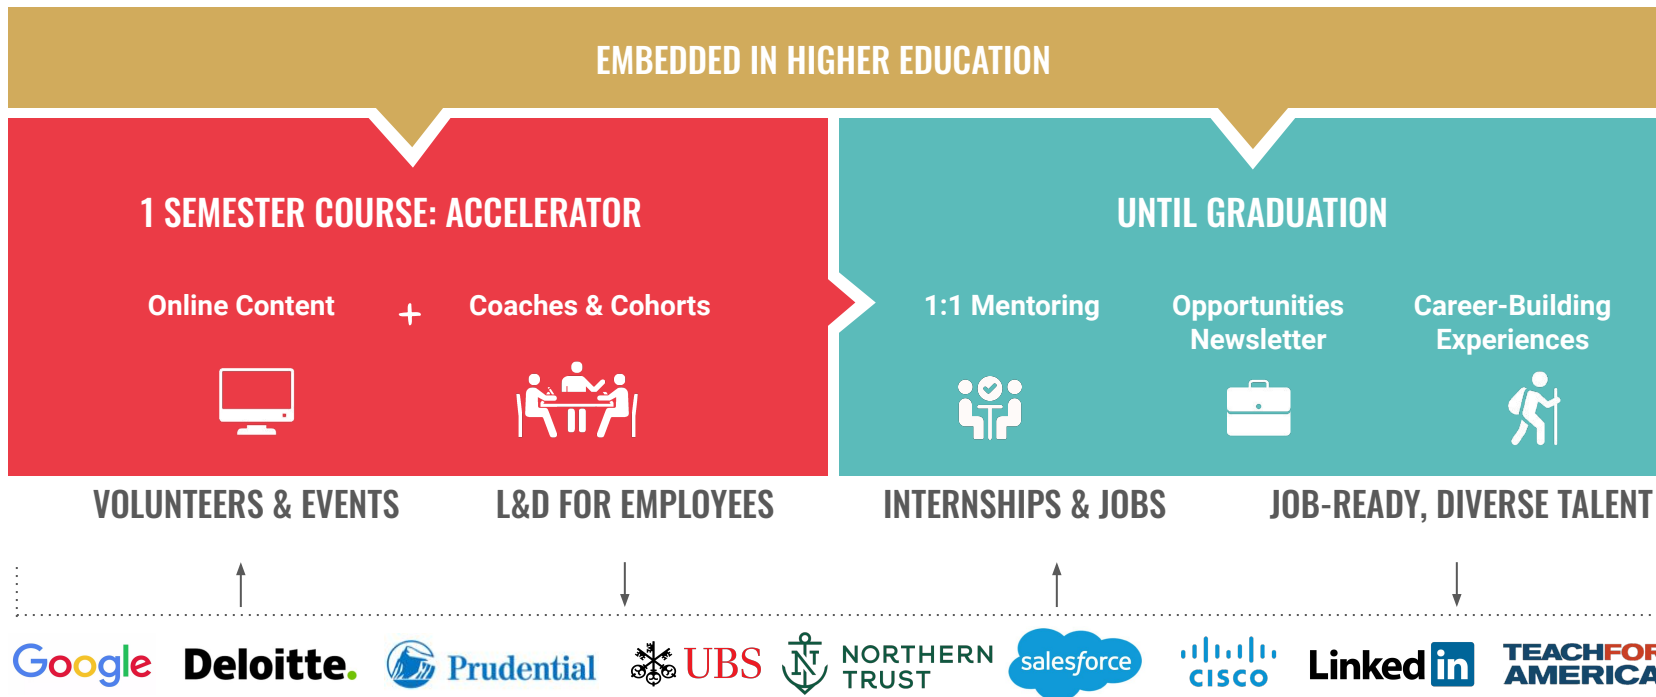 EMBEDDED IN HIGHER EDUCATION
1 SEMESTER COURSE: ACCELERATOR
Online Content
+
Coaches & Cohorts
UNTIL GRADUATION
1:1 Mentoring
Opportunities
Newsletter
Career-Building
Experiences
VOLUNTEERS & EVENTS
L&D FOR EMPLOYEES
INTERNSHIPS & JOBS
JOB-READY, DIVERSE TALENT
Google
Deloitte.
Prudential
UBS
N
NORTHERN
TRUST
salesforce
CISCO
Linked in
TEACHFOR
AMERICA